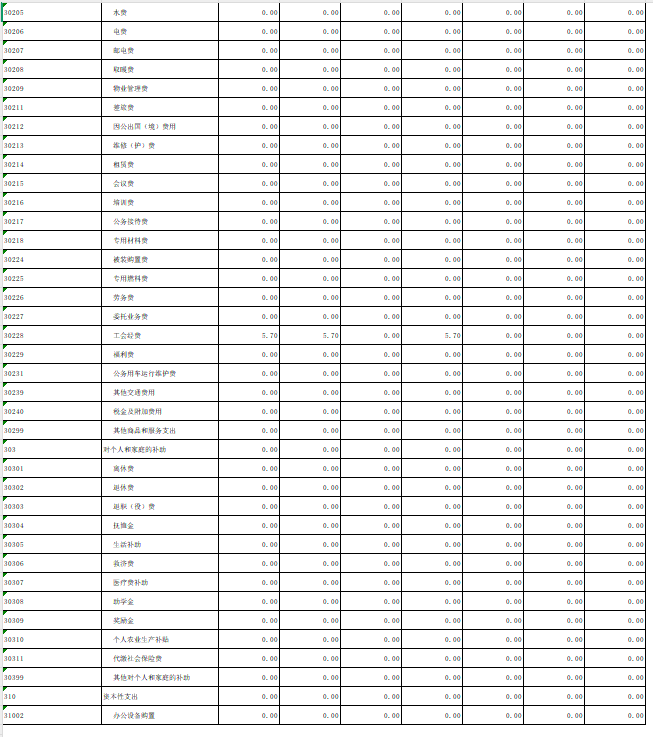 30205 水费 0.00 0.00 0.00 0.00 0.00 0.00 0.00
30206 电费 0.00 0.00 0.00 0.00 0.00 0.00 0.00
30207 邮电费 0.00 0.00 0.00 0.00 0.00 0.00 0.00
30208 取暖费 0.00 0.00 0.00 0.00 0.00 0.00 0.00
30209 物业管理费 0.00 0.00 0.00 0.00 0.00 0.00 0.00
30211 差旅费 0.00 0.00 0.00 0.00 0.00 0.00 0.00
30212 因公出国（境）费用 0.00 0.00 0.00 0.00 0.00 0.00 0.00
30213 维修（护）费 0.00 0.00 0.00 0.00 0.00 0.00 0.00
30214 租赁费 0.00 0.00 0.00 0.00 0.00 0.00 0.00
30215 会议费 0.00 0.00 0.00 0.00 0.00 0.00 0.00
30216 培训费 0.00 0.00 0.00 0.00 0.00 0.00 0.00
30217 公务接待费 0.00 0.00 0.00 0.00 0.00 0.00 0.00
30218 专用材料费 0.00 0.00 0.00 0.00 0.00 0.00 0.00
30224 被装购置费 0.00 0.00 0.00 0.00 0.00 0.00 0.00
30225 专用燃料费 0.00 0.00 0.00 0.00 0.00 0.00 0.00
30226 劳务费 0.00 0.00 0.00 0.00 0.00 0.00 0.00
30227 委托业务费 0.00 0.00 0.00 0.00 0.00 0.00 0.00
30228 工会经费 5.70 5.70 0.00 5.70 0.00 0.00 0.00
30229 福利费 0.00 0.00 0.00 0.00 0.00 0.00 0.00
30231 公务用车运行维护费 0.00 0.00 0.00 0.00 0.00 0.00 0.00
30239 其他交通费用 0.00 0.00 0.00 0.00 0.00 0.00 0.00
30240 税金及附加费用 0.00 0.00 0.00 0.00 0.00 0.00 0.00
30299 其他商品和服务支出 0.00 0.00 0.00 0.00 0.00 0.00 0.00
303 对个人和家庭的补助 0.00 0.00 0.00 0.00 0.00 0.00 0.00
30301 离休费 0.00 0.00 0.00 0.00 0.00 0.00 0.00
30302 退休费 0.00 0.00 0.00 0.00 0.00 0.00 0.00
30303 退职（役）费 0.00 0.00 0.00 0.00 0.00 0.00 0.00
30304 抚恤金 0.00 0.00 0.00 0.00 0.00 0.00 0.00
30305 生活补助 0.00 0.00 0.00 0.00 0.00 0.00 0.00
30306 救济费 0.00 0.00 0.00 0.00 0.00 0.00 0.00
30307 医疗费补助 0.00 0.00 0.00 0.00 0.00 0.00 0.00
30308 助学金 0.00 0.00 0.00 0.00 0.00 0.00 0.00
30309 奖励金 0.00 0.00 0.00 0.00 0.00 0.00 0.00
30310 个人农业生产补贴 0.00 0.00 0.00 0.00 0.00 0.00 0.00
30311 代缴社会保险费 0.00 0.00 0.00 0.00 0.00 0.00 0.00
30399 其他对个人和家庭的补助 0.00 0.00 0.00 0.00 0.00 0.00 0.00
310 资本性支出 0.00 0.00 0.00 0.00 0.00 0.00 0.00
31002 办公设备购置 0.00 0.00 0.00 0.00 0.00 0.00 0.00